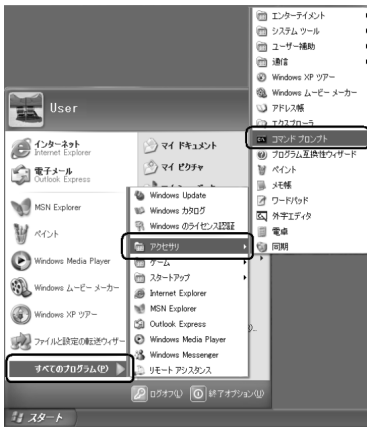 エンターテイメント
システム ツール
ユーザー補助
通信
Windows XP ツアー
Windows ムービー メーカー
アドレス帳
エクスプローラ
コマンド プロンプト
プログラム互換性ウィザード
ペイント
メモ帳
ワードパッド
外字エディタ
電卓
同期
User
インターネット
Internet Explorer
電子メール
Outlook Express
MSN Explorer
ペイント
Windows Media Player
Windows ムービー メーカー
Windows XP ツアー
ファイルと設定の転送ウィザー
すべてのプログラム(P)
マイ ドキュメント
マイ ピクチャ
Windows Update
Windows カタログ
Windows のライセンス認証
アクセサリ
ゲーム
スタートアップ
Internet Explorer
MSN Explorer
Outlook Express
Windows Media Player
Windows Messenger
リモート アシスタンス
ログオフ(L)
終了オプション(U)
スタート